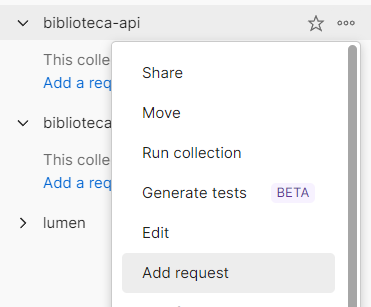 biblioteca-api
This colle
Share
Add a req
Move
biblioteca
Run collection
This colle
Generate tests BETA
Add a req
lumen
Edit
Add request